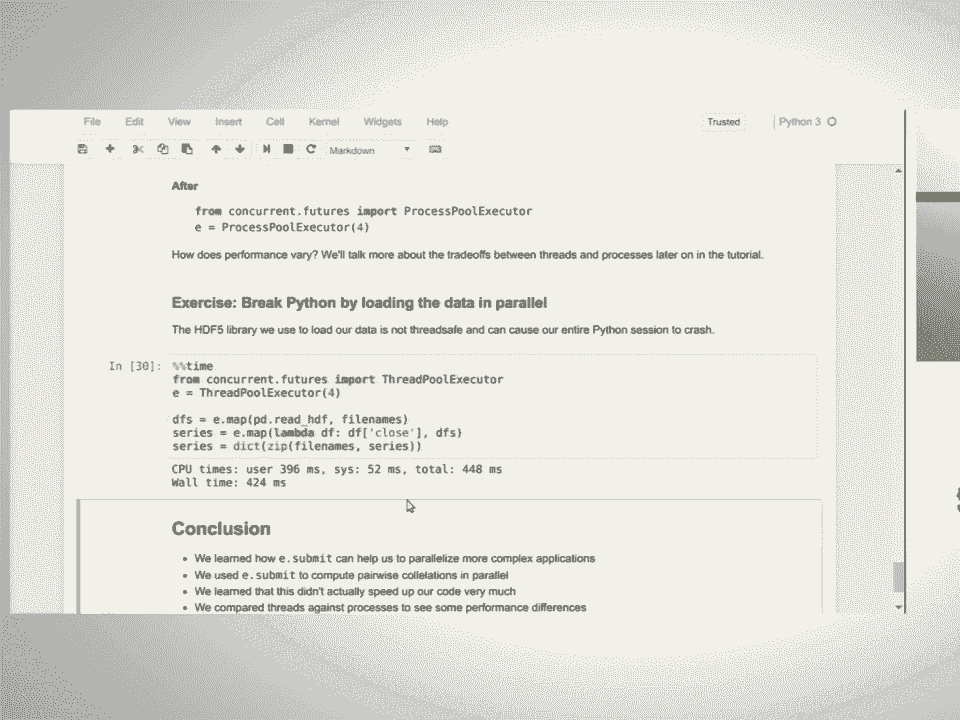 File Edit View Insert Cell Kernel Widgets Help Trusted Python 3
Markdown
After
from concurrent.futures import ProcessPoolExecutor
e = ProcessPoolExecutor(4)
How does performance vary? We'll talk more about the tradeoffs between threads and processes later on in the tutorial.
Exercise: Break Python by loading the data in parallel
The HDF5 library we use to load our data is not threadsafe and can cause our entire Python session to crash.
In [30]: %%time
from concurrent.futures import ThreadPoolExecutor
e = ThreadPoolExecutor(4)
dfs = e.map(pd.read_hdf, filenames)
series = e.map(lambda df: df['close'], dfs)
series = dict(zip(filenames, series))
CPU times: user 396 ms, sys: 52 ms, total: 448 ms
Wall time: 424 ms
Conclusion
• We learned how e.submit can help us to parallelize more complex applications
• We used e.submit to compute pairwise collelations in parallel
• We learned that this didn't actually speed up our code very much
• We compared threads against processes to see some performance differences